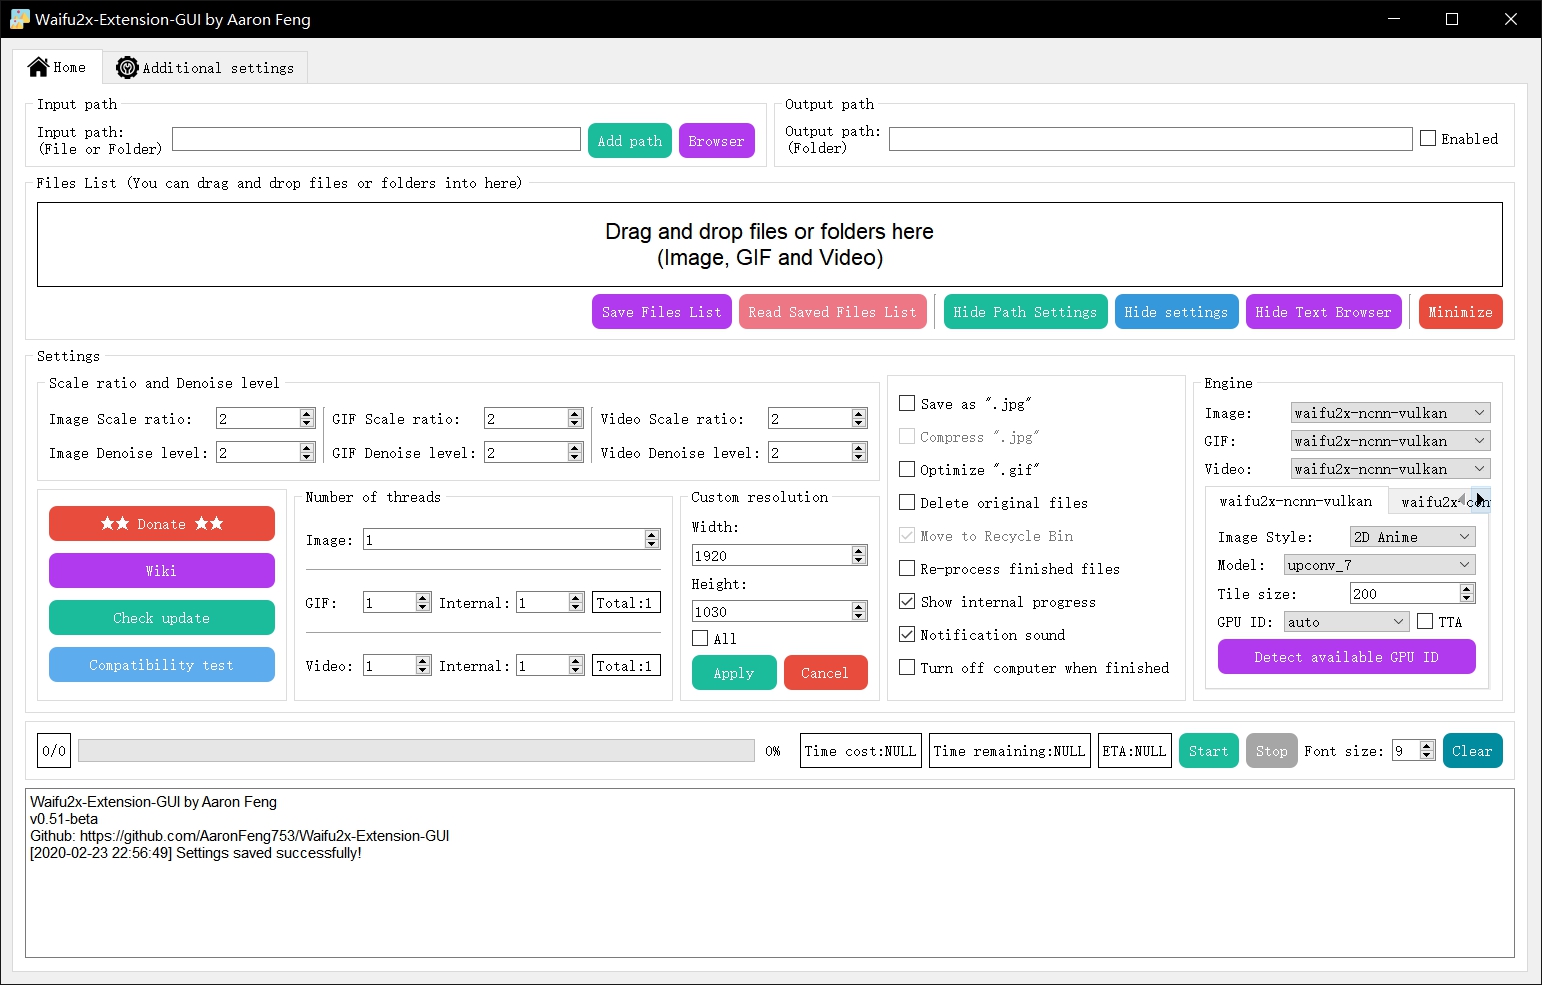 Waifu2x-Extension-GUI by Aaron Feng
Home
Additional settings
Input path
Input path:
(File or Folder)
Add path
Browser
Output path
Output path:
(Folder)
Enabled
Files List (You can drag and drop files or folders into here)
Drag and drop files or folders here
(Image, GIF and Video)
Save Files List
Read Saved Files List
Hide Path Settings
Hide settings
Hide Text Browser
Minimize
Settings
Scale ratio and Denoise level
Image Scale ratio: 2
GIF Scale ratio: 2
Video Scale ratio: 2
Image Denoise level: 2
GIF Denoise level: 2
Video Denoise level: 2
★★ Donate ★★
Wiki
Check update
Compatibility test
Number of threads
Image: 1
GIF: 1 Internal: 1 Total:1
Video: 1 Internal: 1 Total:1
Custom resolution
Width:
1920
Height:
1030
All
Apply
Cancel
Save as ".jpg"
Compress ".jpg"
Optimize ".gif"
Delete original files
Move to Recycle Bin
Re-process finished files
Show internal progress
Notification sound
Turn off computer when finished
Engine
Image: waifu2x-ncnn-vulkan
GIF: waifu2x-ncnn-vulkan
Video: waifu2x-ncnn-vulkan
waifu2x-ncnn-vulkan
waifu2x-con
Image Style: 2D Anime
Model: upconv_7
Tile size: 200
GPU ID: auto TTA
Detect available GPU ID
0/0
0%
Time cost:NULL
Time remaining:NULL
ETA:NULL
Start
Stop
Font size: 9
Clear
Waifu2x-Extension-GUI by Aaron Feng
v0.51-beta
Github: https://github.com/AaronFeng753/Waifu2x-Extension-GUI
[2020-02-23 22:56:49] Settings saved successfully!